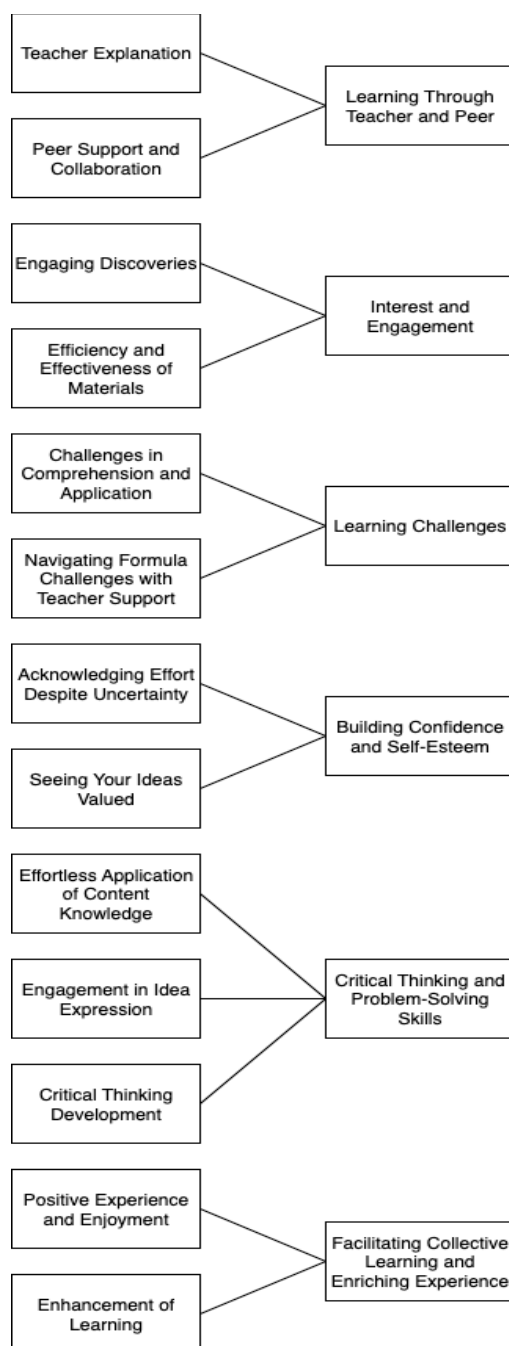 Teacher Explanation
Learning Through
Teacher and Peer
Peer Support and
Collaboration
Engaging Discoveries
Interest and
Engagement
Efficiency and
Effectiveness of
Materials
Challenges in
Comprehension and
Application
Learning Challenges
Navigating Formula
Challenges with
Teacher Support
Acknowledging Effort
Despite Uncertainty
Building Confidence
and Self-Esteem
Seeing Your Ideas
Valued
Effortless Application
of Content
Knowledge
Engagement in Idea
Expression
Critical Thinking and
Problem-Solving
Skills
Critical Thinking
Development
Positive Experience
and Enjoyment
Facilitating Collective
Learning and
Enriching Experience
Enhancement of
Learning